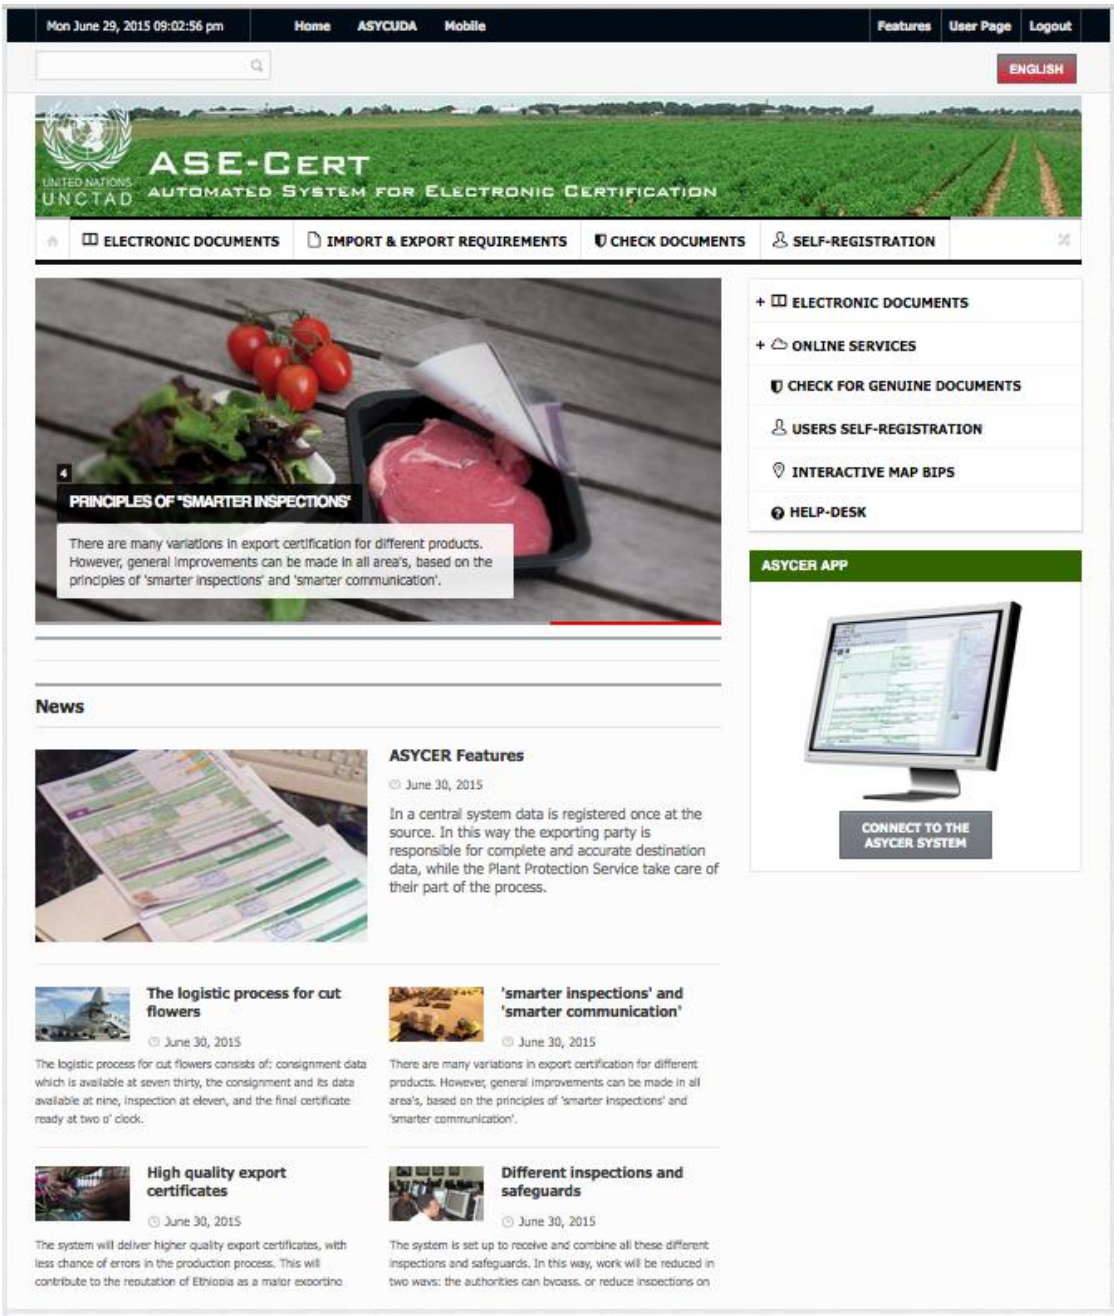 Mon June 29, 2015 09:02:56 pm
Home
ASYCUDA
Mobile
Features
User Page
Logout
ENGLISH
UNITED NATIONS
UNCTAD
ASE-CERT
AUTOMATED SYSTEM FOR ELECTRONIC CERTIFICATION
ELECTRONIC DOCUMENTS
IMPORT & EXPORT REQUIREMENTS
CHECK DOCUMENTS
SELF-REGISTRATION
4
PRINCIPLES OF "SMARTER INSPECTIONS'
There are many variations in export certification for different products.
However, general improvements can be made in all area's, based on the
principles of 'smarter inspections' and 'smarter communication'.
+ ELECTRONIC DOCUMENTS
+ ONLINE SERVICES
CHECK FOR GENUINE DOCUMENTS
USERS SELF-REGISTRATION
INTERACTIVE MAP BIPS
HELP-DESK
ASYCER APP
CONNECT TO THE
ASYCER SYSTEM
News
ASYCER Features
June 30, 2015
In a central system data is registered once at the
source. In this way the exporting party is
responsible for complete and accurate destination
data, while the Plant Protection Service take care of
their part of the process.
The logistic process for cut
flowers
June 30, 2015
The logistic process for cut flowers consists of: consignment data
which is available at seven thirty, the consignment and its data
available at nine, inspection at eleven, and the final certificate
ready at two o' clock.
'smarter inspections' and
'smarter communication'
June 30, 2015
There are many variations in export certification for different
products. However, general improvements can be made in all
area's, based on the principles of 'smarter inspections' and
'smarter communication'.
High quality export
certificates
June 30, 2015
The system will deliver higher quality export certificates, with
less chance of errors in the production process. This will
contribute to the reputation of Ethiopia as a major exporting
Different inspections and
safeguards
June 30, 2015
The system is set up to receive and combine all these different
inspections and safeguards. In this way, work will be reduced in
two ways: the authorities can bypass, or reduce inspections on